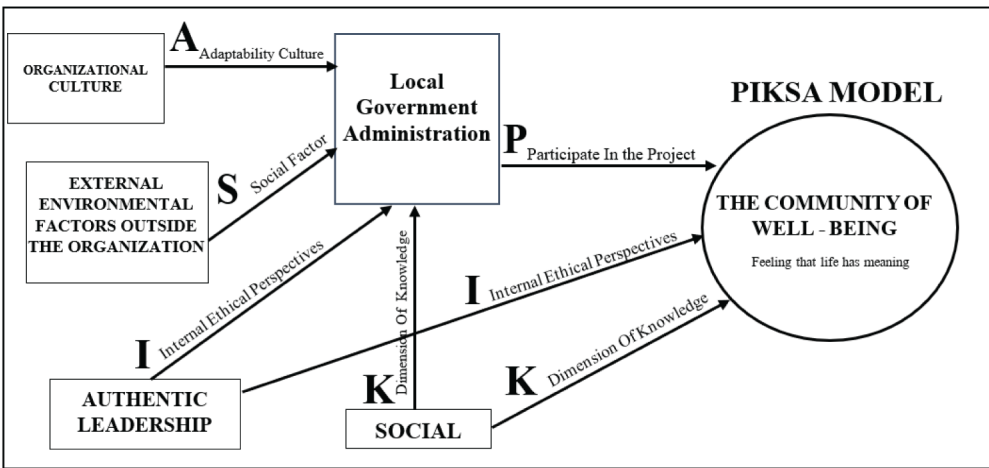 A
Adaptability Culture
ORGANIZATIONAL
CULTURE
Local
Government
Administration
PIKSA MODEL
P
Participate In the Project
S
Social Factor
EXTERNAL
ENVIRONMENTAL
FACTORS OUTSIDE
THE ORGANIZATION
THE COMMUNITY OF
WELL - BEING
Feeling that life has meaning
I
Internal Ethical Perspectives
I
Internal Ethical Perspectives
K
Dimension Of Knowledge
K
Dimension Of Knowledge
AUTHENTIC
LEADERSHIP
SOCIAL